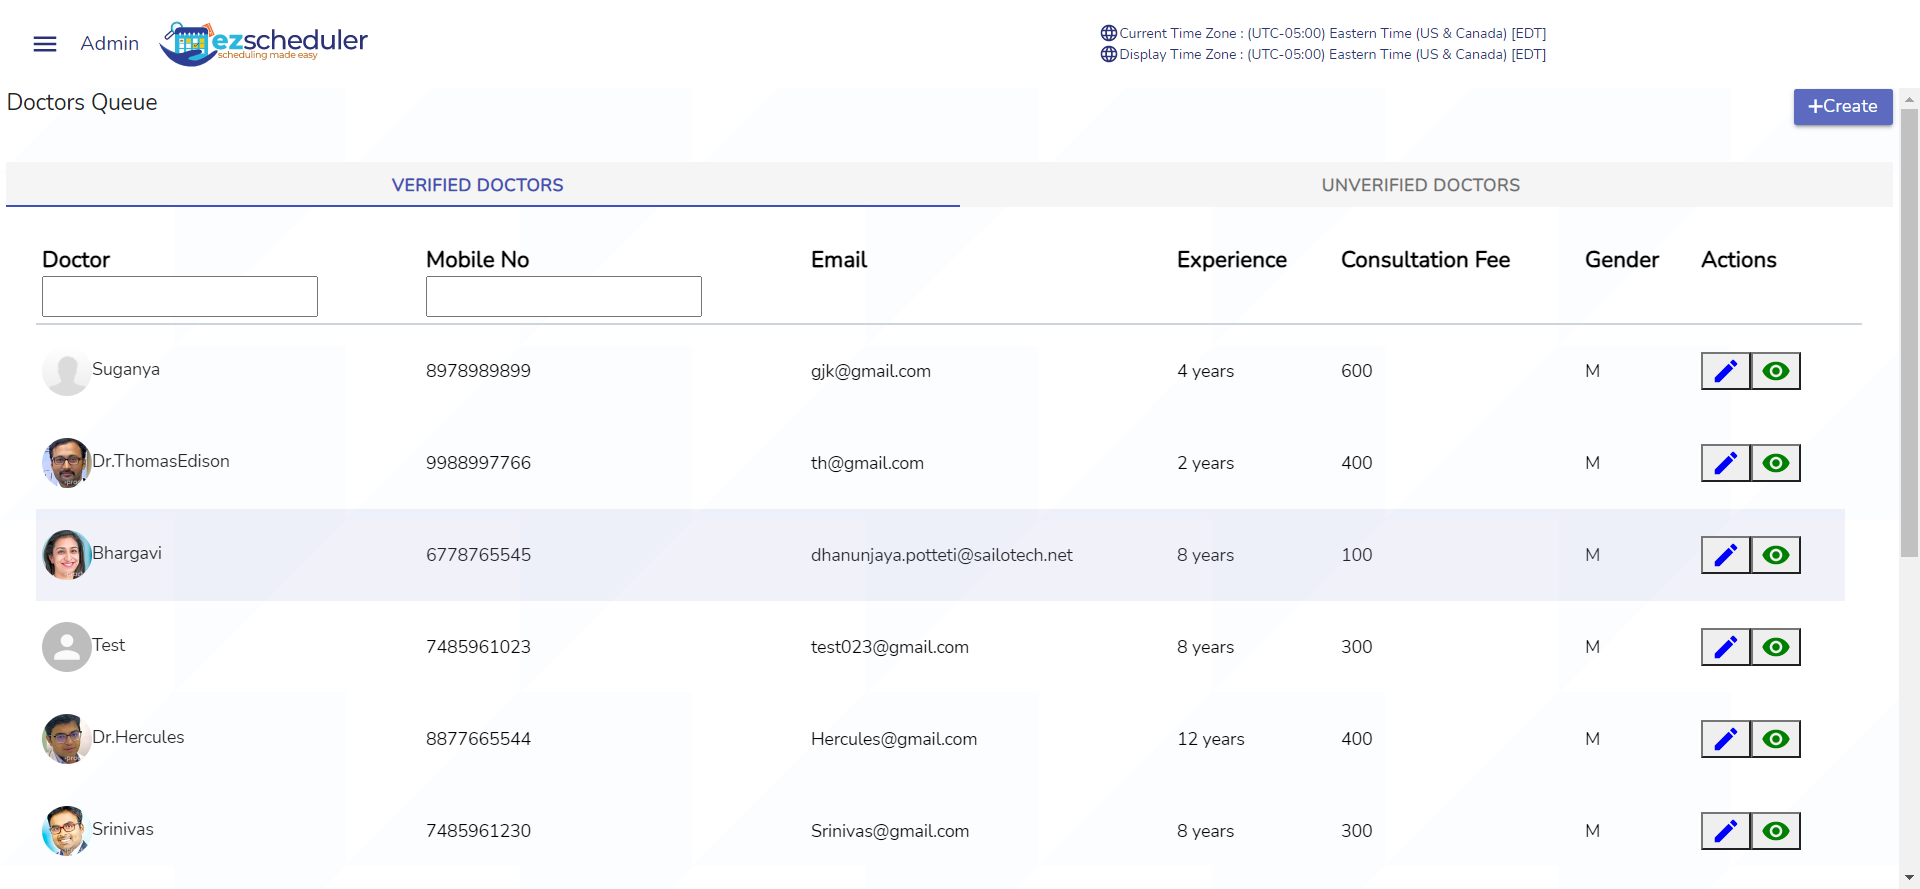 Admin
ezscheduler
scheduling made easy
Current Time Zone : (UTC-05:00) Eastern Time (US & Canada) [EDT]
Display Time Zone : (UTC-05:00) Eastern Time (US & Canada) [EDT]
Doctors Queue
+Create
VERIFIED DOCTORS UNVERIFIED DOCTORS
Doctor Mobile No Email Experience Consultation Fee Gender Actions
Suganya 8978989899 gjk@gmail.com 4 years 600 M
Dr.ThomasEdison 9988997766 th@gmail.com 2 years 400 M
Bhargavi 6778765545 dhanunjaya.potteti@sailotech.net 8 years 100 M
Test 7485961023 test023@gmail.com 8 years 300 M
Dr.Hercules 8877665544 Hercules@gmail.com 12 years 400 M
Srinivas 7485961230 Srinivas@gmail.com 8 years 300 M